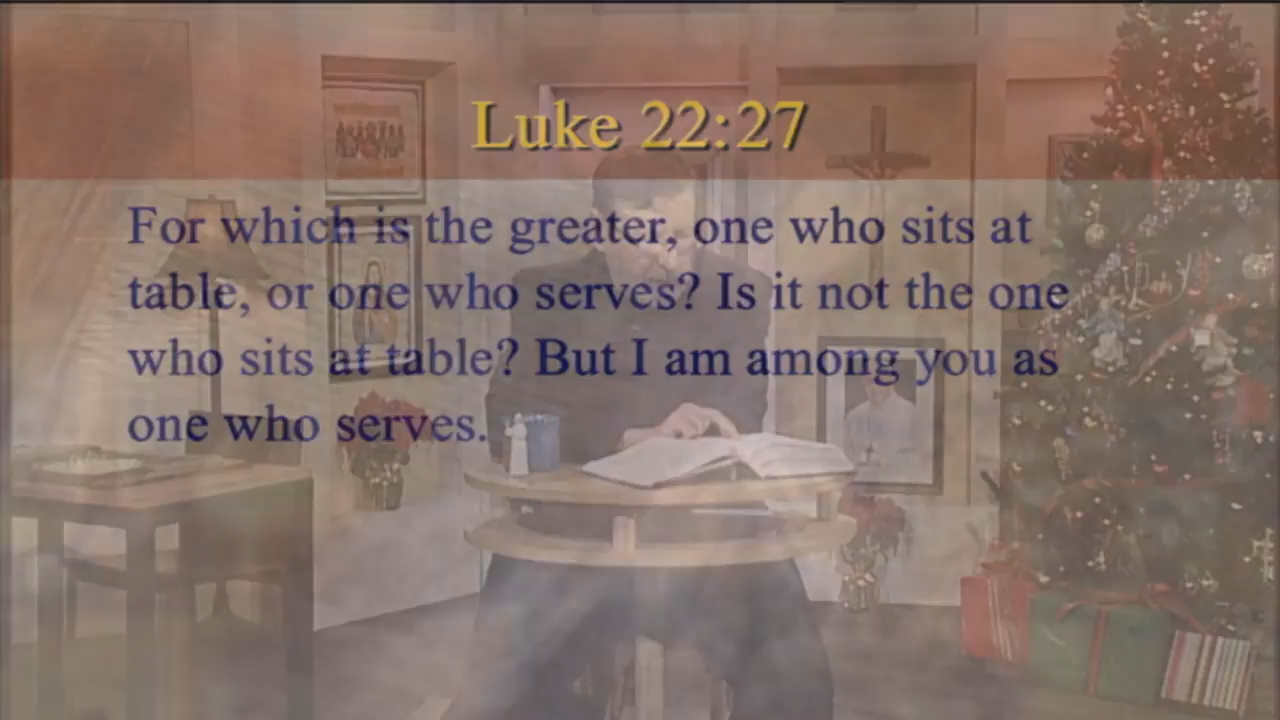 Luke 22:27
For which is the greater, one who sits at
table, or one who serves? Is it not the one
who sits at table? But I am among you as
one who serves.